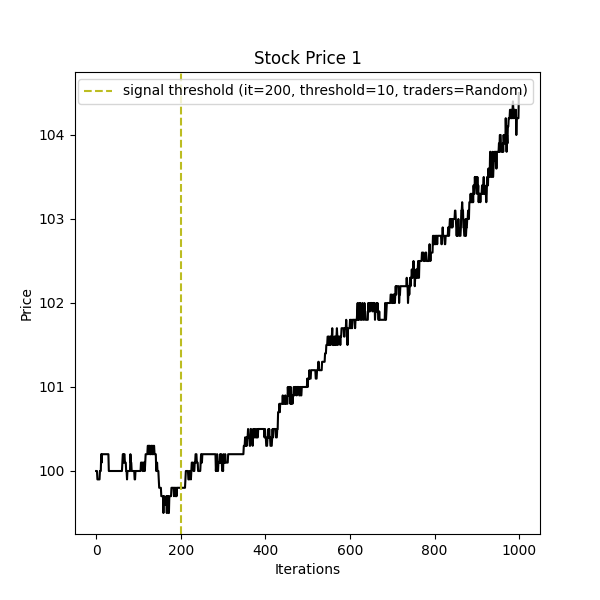 Stock Price 1
signal threshold (it=200, threshold=10, traders=Random)
104
103
102
101
100
Price
0 200 400 600 800 1000
Iterations